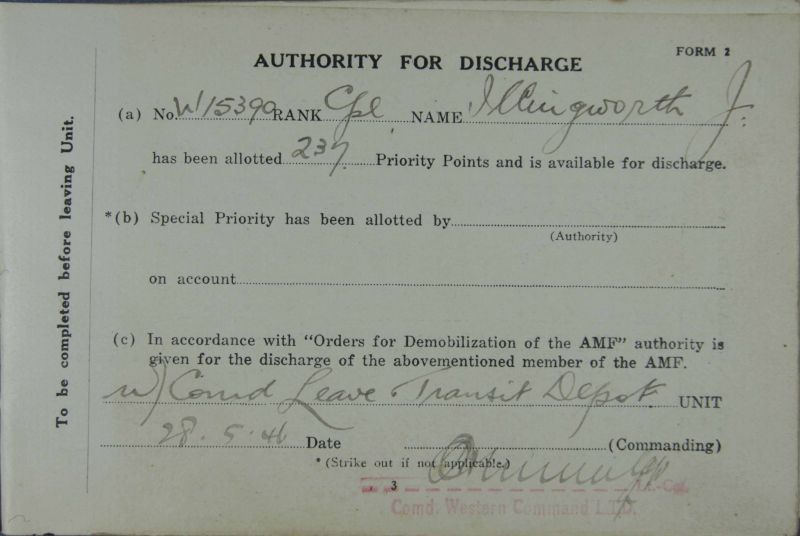 FORM 2
AUTHORITY FOR DISCHARGE
(a) No. W15390 RANK Cpl NAME Illingworth J.
has been allotted 237 Priority Points and is available for discharge.
*(b) Special Priority has been allotted by
(Authority)
on account
(c) In accordance with "Orders for Demobilization of the AMF" authority is
given for the discharge of the abovementioned member of the AMF.
W/Comd Leave & Transit Depot. UNIT
28.5.46 Date (Commanding)
*(Strike out if not applicable.)
3 Lt.-Col.
Comd. Western Command L.T.D.
To be completed before leaving Unit.